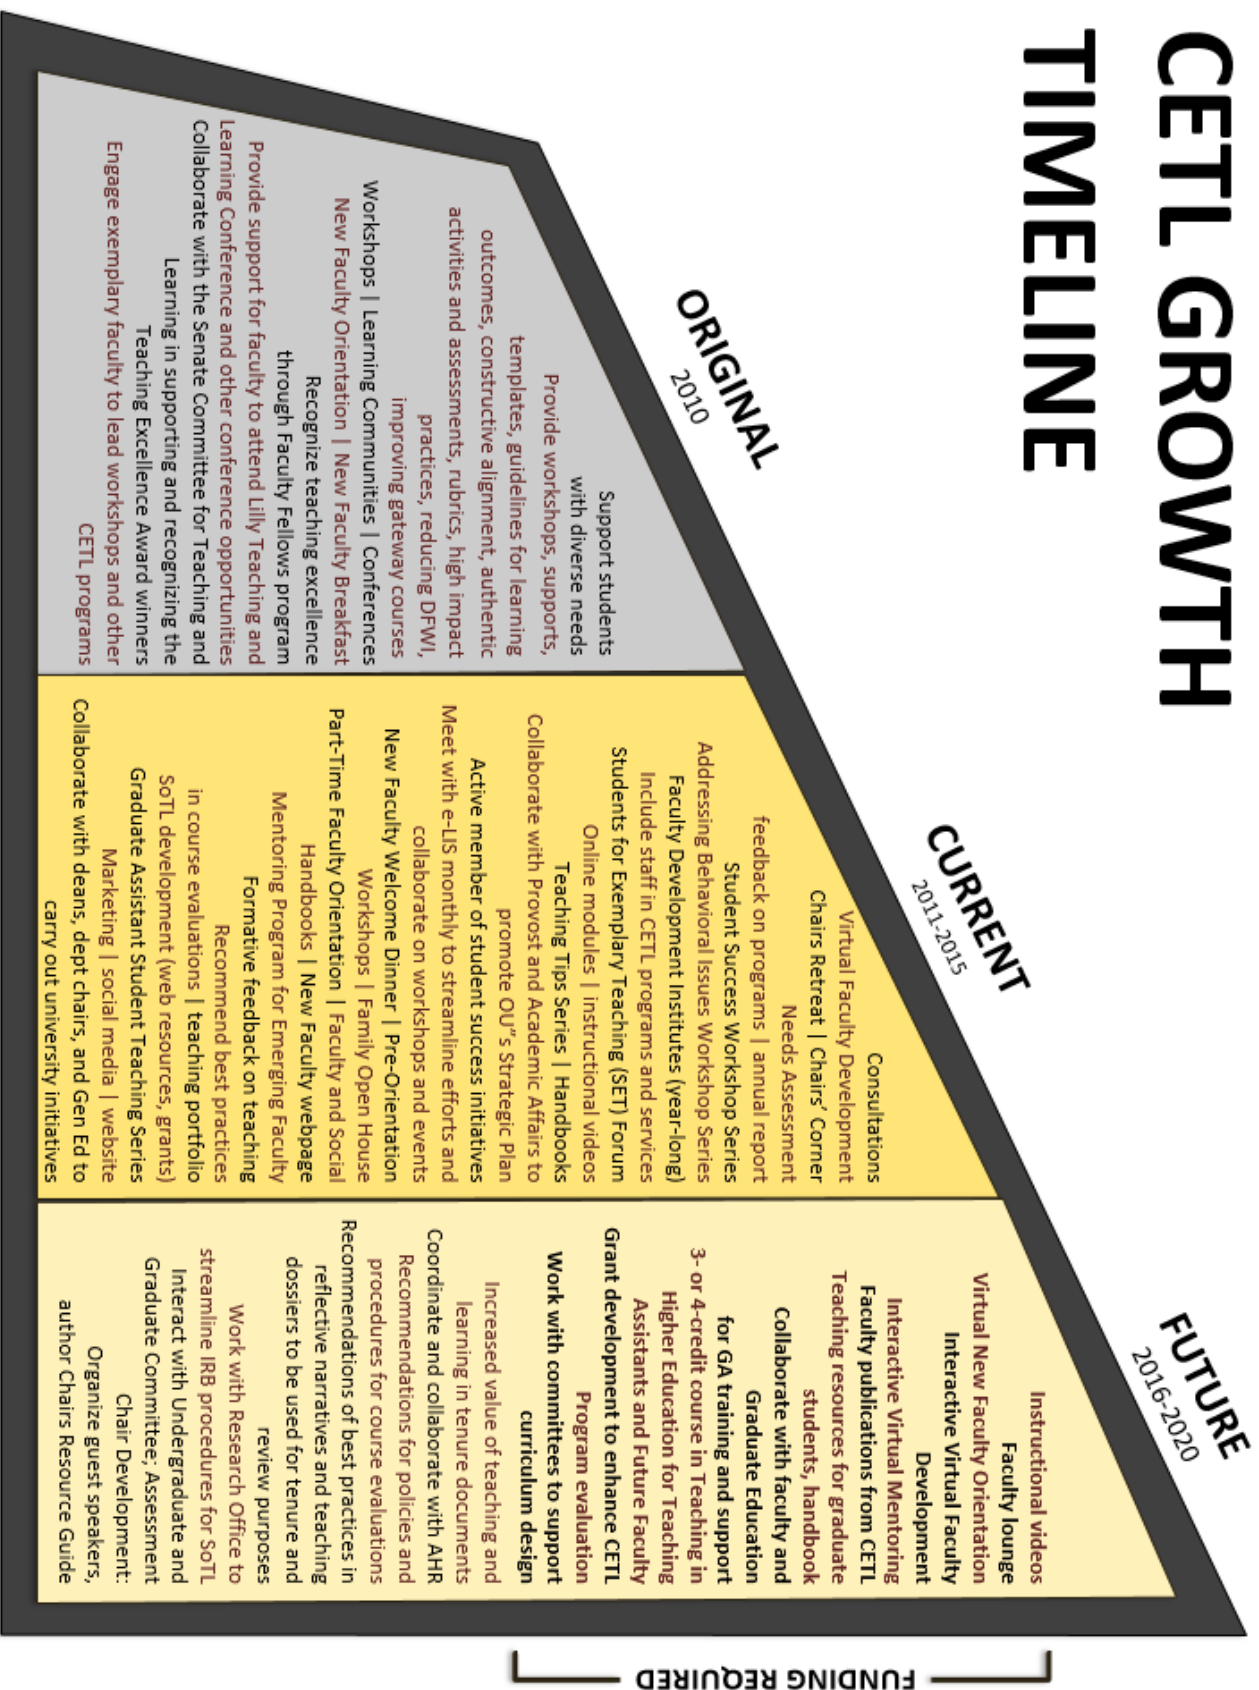 CETL GROWTH
TIMELINE
ORIGINAL
2010
Support students
with diverse needs
Provide workshops, supports,
templates, guidelines for learning
outcomes, constructive alignment, authentic
activities and assessments, rubrics, high impact
practices, reducing DFWI,
improving gateway courses
Workshops | Learning Communities | Conferences
New Faculty Orientation | New Faculty Breakfast
Recognize teaching excellence
through Faculty Fellows program
Provide support for faculty to attend Lilly Teaching and
Learning Conference and other conference opportunities
Collaborate with the Senate Committee for Teaching and
Learning in supporting and recognizing the
Teaching Excellence Award winners
Engage exemplary faculty to lead workshops and other
CETL programs
CURRENT
2011-2015
Consultations
Virtual Faculty Development
Chairs Retreat | Chairs' Corner
Needs Assessment
feedback on programs | annual report
Student Success Workshop Series
Addressing Behavioral Issues Workshop Series
Faculty Development Institutes (year-long)
Include staff in CETL programs and services
Students for Exemplary Teaching (SET) Forum
Online modules | instructional videos
Teaching Tips Series | Handbooks
Collaborate with Provost and Academic Affairs to
promote OU"s Strategic Plan
Active member of student success initiatives
Meet with e-LIS monthly to streamline efforts and
collaborate on workshops and events
New Faculty Welcome Dinner | Pre-Orientation
Workshops | Family Open House
Part-Time Faculty Orientation | Faculty and Social
Handbooks | New Faculty webpage
Mentoring Program for Emerging Faculty
Formative feedback on teaching
Recommend best practices
in course evaluations | teaching portfolio
SoTL development (web resources, grants)
Graduate Assistant Student Teaching Series
Marketing | social media | website
Collaborate with deans, dept chairs, and Gen Ed to
carry out university initiatives
FUTURE
2016-2020
Instructional videos
Faculty lounge
Virtual New Faculty Orientation
Interactive Virtual Faculty
Development
Interactive Virtual Mentoring
Faculty publications from CETL
Teaching resources for graduate
students, handbook
Collaborate with faculty and
Graduate Education
for GA training and support
3- or 4-credit course in Teaching in
Higher Education for Teaching
Assistants and Future Faculty
Grant development to enhance CETL
Program evaluation
Work with committees to support
curriculum design
Increased value of teaching and
learning in tenure documents
Coordinate and collaborate with AHR
Recommendations for policies and
procedures for course evaluations
Recommendations of best practices in
reflective narratives and teaching
dossiers to be used for tenure and
review purposes
Work with Research Office to
streamline IRB procedures for SoTL
Interact with Undergraduate and
Graduate Committee; Assessment
Chair Development:
Organize guest speakers,
author Chairs Resource Guide
FUNDING REQUIRED